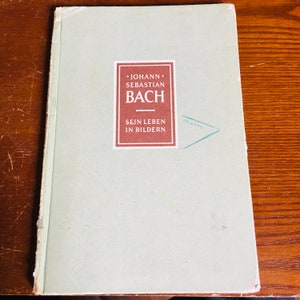 · JOHANN ·
SEBASTIAN
BACH
SEIN LEBEN
IN BILDERN